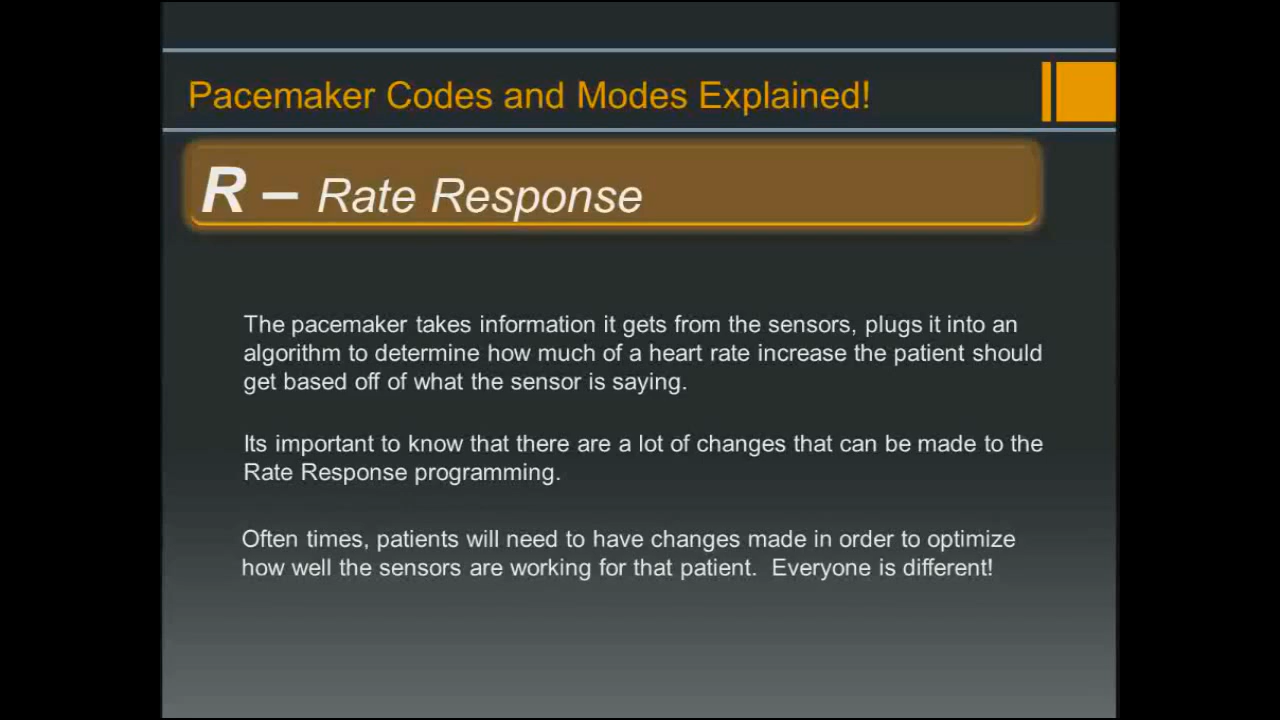 Pacemaker Codes and Modes Explained!
R – Rate Response
The pacemaker takes information it gets from the sensors, plugs it into an
algorithm to determine how much of a heart rate increase the patient should
get based off of what the sensor is saying.
Its important to know that there are a lot of changes that can be made to the
Rate Response programming.
Often times, patients will need to have changes made in order to optimize
how well the sensors are working for that patient.  Everyone is different!